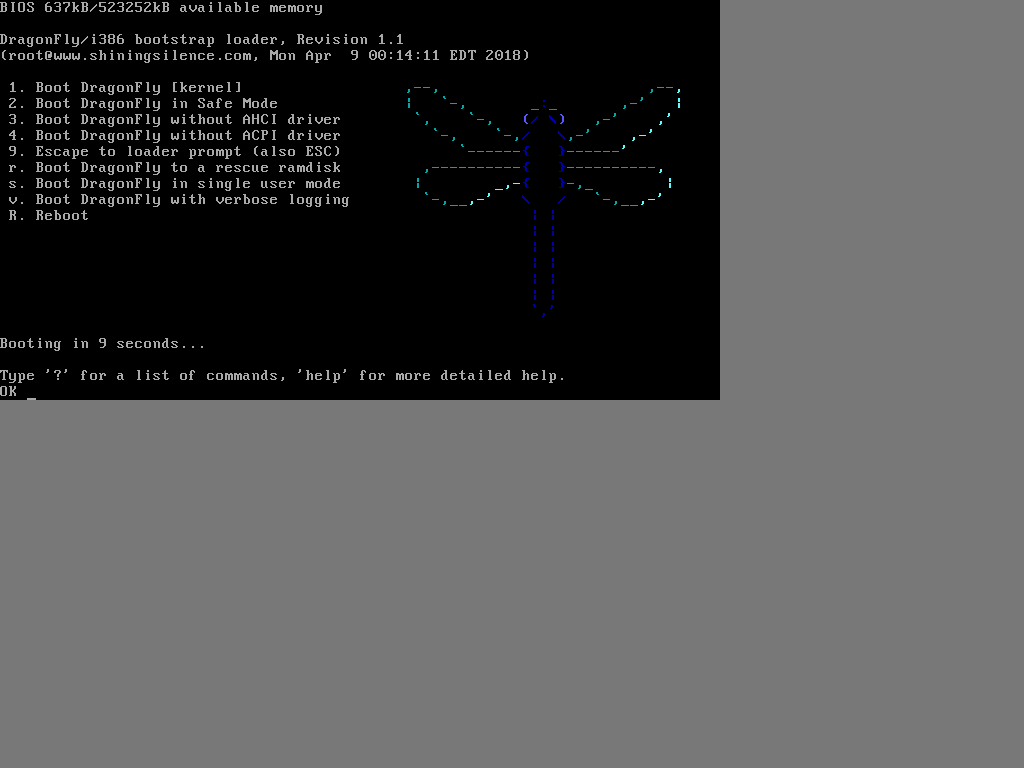 BIOS 637kB/523252kB available memory
DragonFly/i386 bootstrap loader, Revision 1.1
(root@www.shiningsilence.com, Mon Apr  9 00:14:11 EDT 2018)
1. Boot DragonFly [kernel]
2. Boot DragonFly in Safe Mode
3. Boot DragonFly without AHCI driver
4. Boot DragonFly without ACPI driver
9. Escape to loader prompt (also ESC)
r. Boot DragonFly to a rescue ramdisk
s. Boot DragonFly in single user mode
v. Boot DragonFly with verbose logging
R. Reboot
Booting in 9 seconds...
Type '?' for a list of commands, 'help' for more detailed help.
OK _